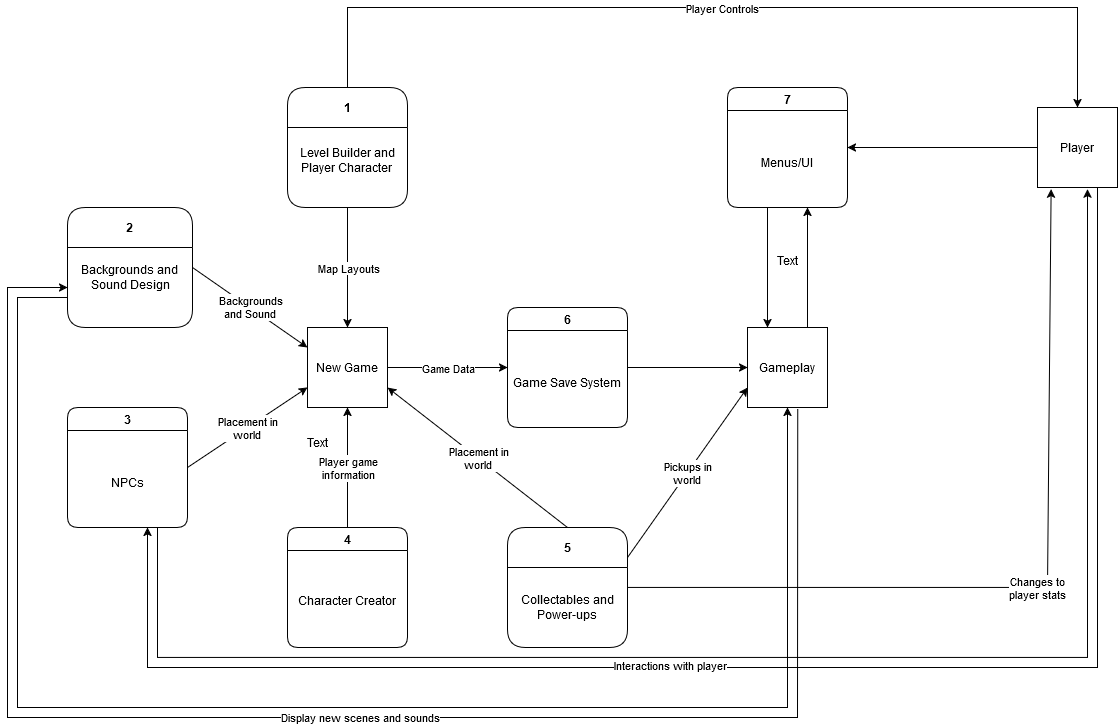 Player Controls
1
Level Builder and
Player Character
7
Menus/UI
Player
2
Backgrounds and
Sound Design
Map Layouts
Text
Backgrounds
and Sound
6
New Game
Game Data
Game Save System
Gameplay
3
NPCs
Placement in
world
Text
Player game
information
Placement in
world
Pickups in
world
4
Character Creator
5
Collectables and
Power-ups
Changes to
player stats
Interactions with player
Display new scenes and sounds